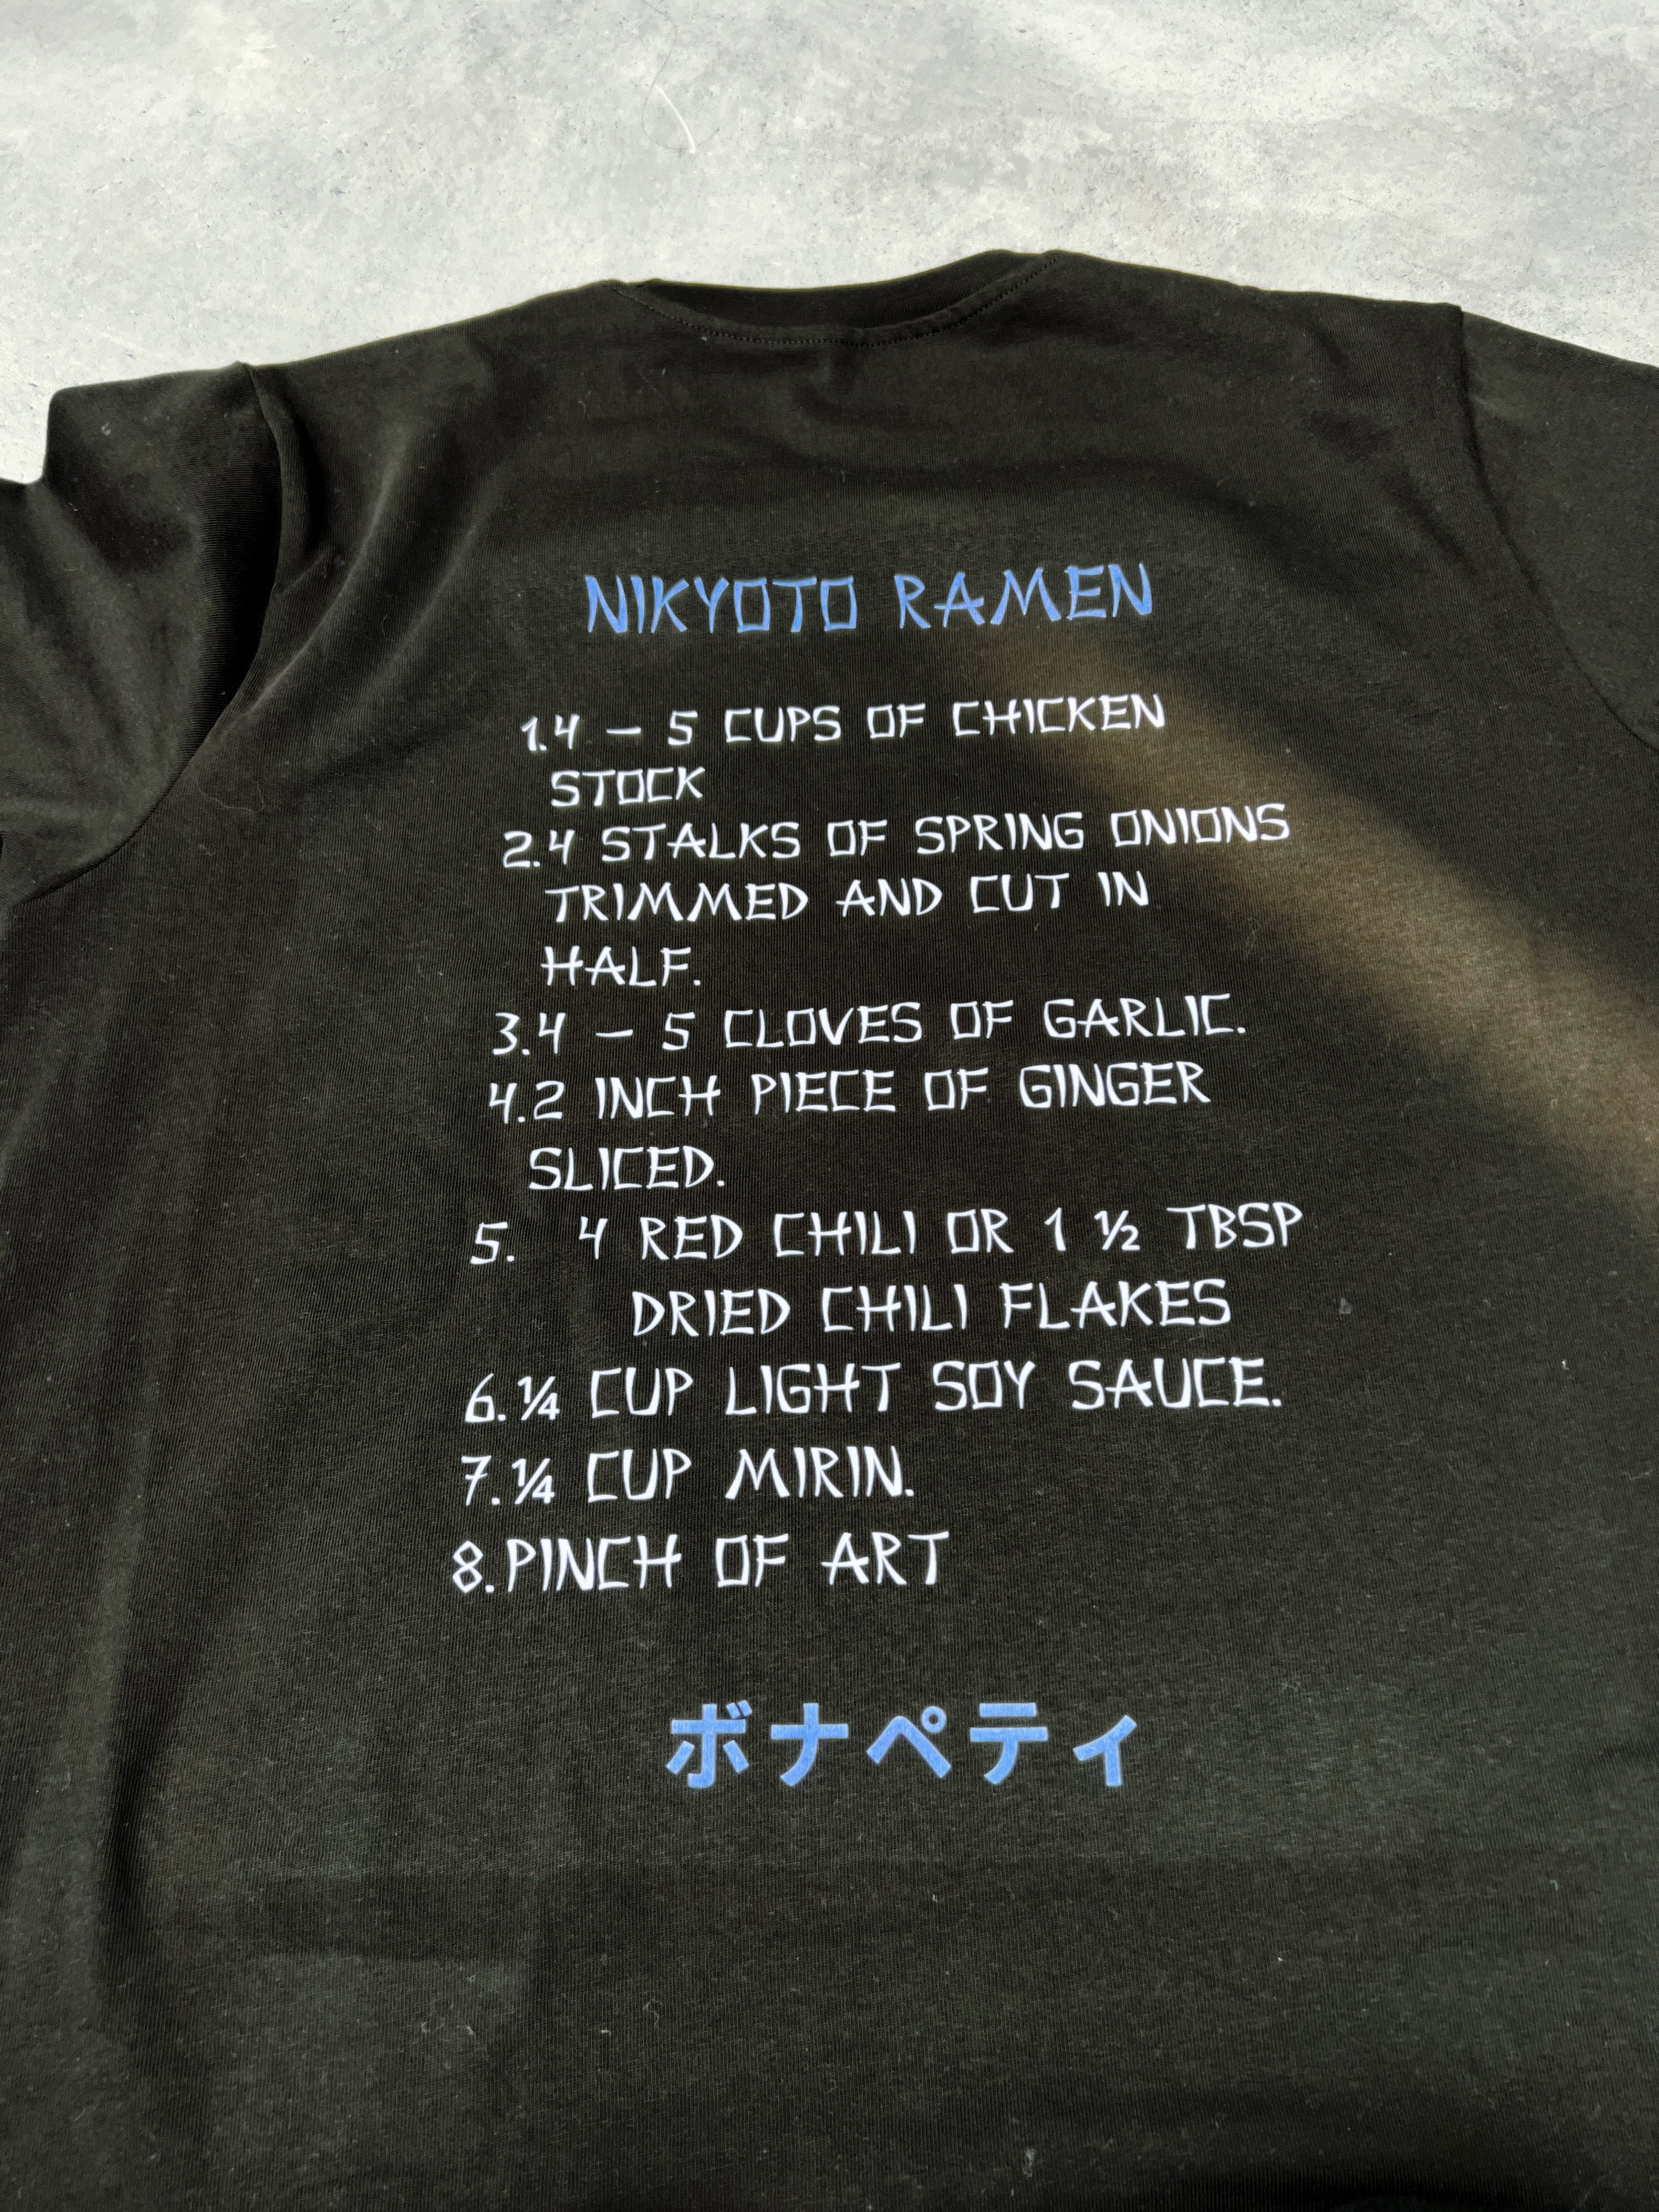 NIKYOTO RAMEN
1.4 – 5 CUPS OF CHICKEN
STOCK
2.4 STALKS OF SPRING ONIONS
TRIMMED AND CUT IN
HALF.
3.4 – 5 CLOVES OF GARLIC.
4.2 INCH PIECE OF GINGER
SLICED.
5. 4 RED CHILI OR 1 ½ TBSP
DRIED CHILI FLAKES
6.¼ CUP LIGHT SOY SAUCE.
7.¼ CUP MIRIN.
8.PINCH OF ART
ボナペティ